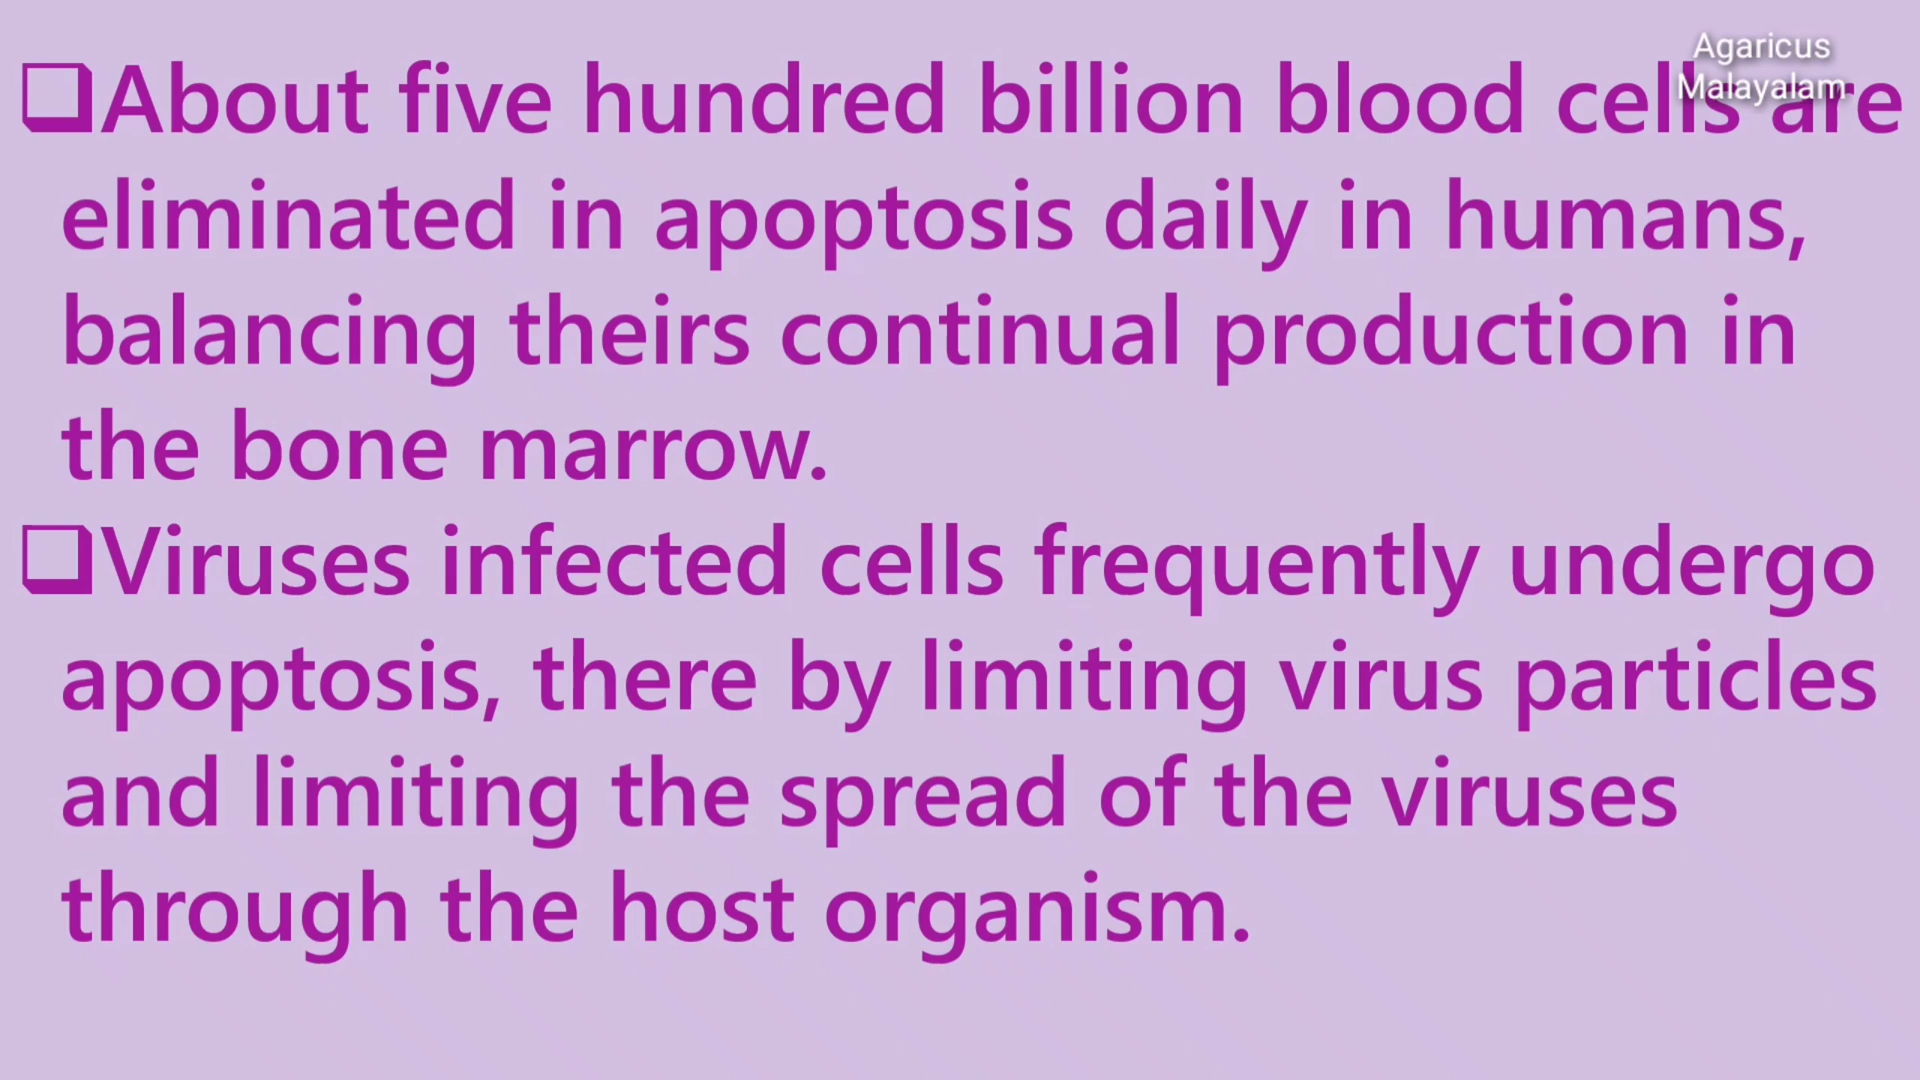 Agaricus
Malayalam
❑About five hundred billion blood cells are
eliminated in apoptosis daily in humans,
balancing theirs continual production in
the bone marrow.
❑Viruses infected cells frequently undergo
apoptosis, there by limiting virus particles
and limiting the spread of the viruses
through the host organism.